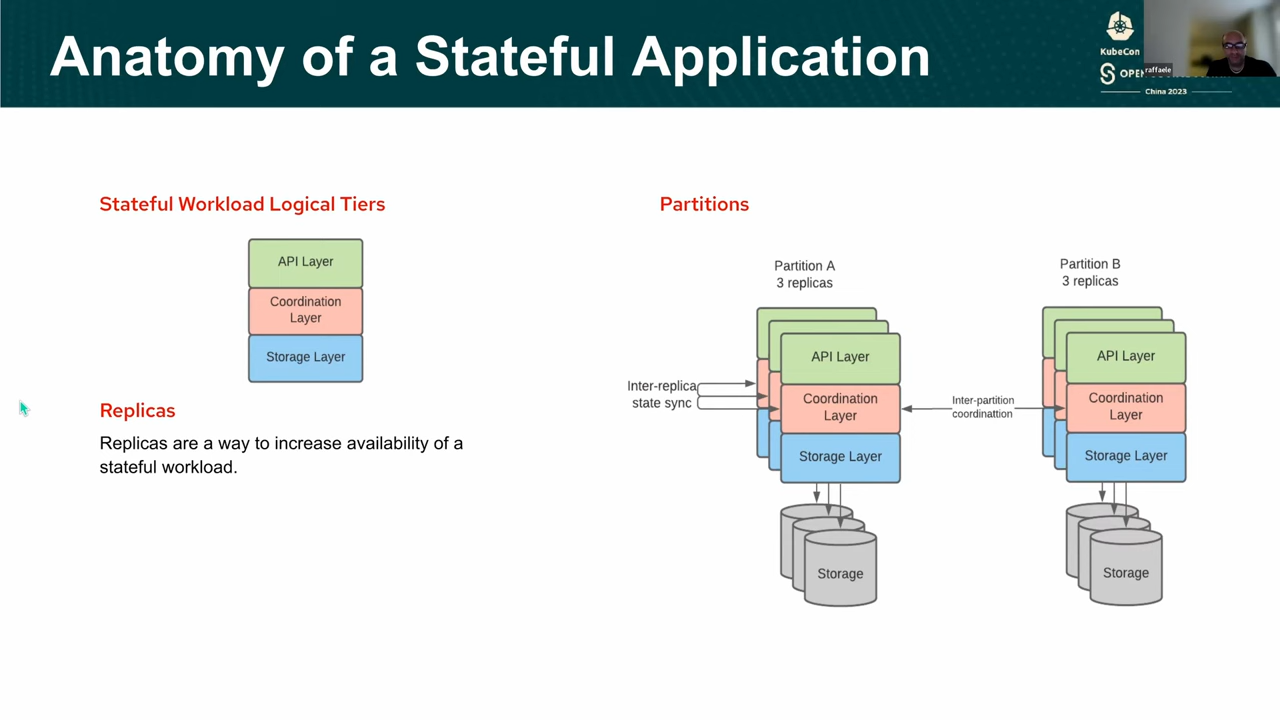 Anatomy of a Stateful Application
KubeCon
raffaele
China 2023
Stateful Workload Logical Tiers
API Layer
Coordination
Layer
Storage Layer
Replicas
Replicas are a way to increase availability of a
stateful workload.
Partitions
Partition A
3 replicas
Partition B
3 replicas
Inter-replica
state sync
API Layer
Coordination
Layer
Storage Layer
Storage
Inter-partition
coordinattion
API Layer
Coordination
Layer
Storage Layer
Storage